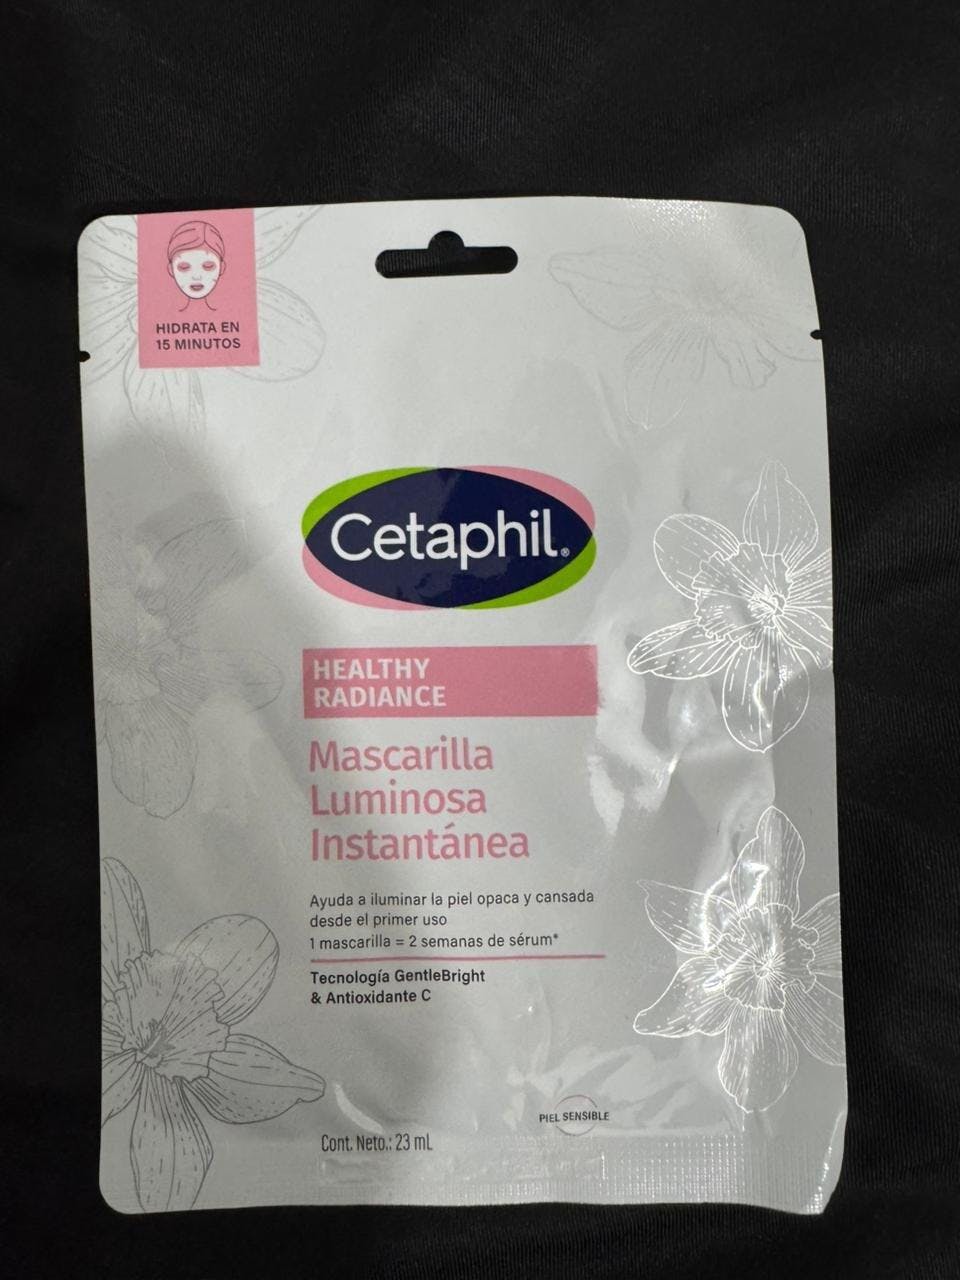 HIDRATA EN
15 MINUTOS
Cetaphil®
HEALTHY
RADIANCE
Mascarilla
Luminosa
Instantánea
Ayuda a iluminar la piel opaca y cansada
desde el primer uso
1 mascarilla = 2 semanas de sérum*
Tecnología GentleBright
& Antioxidante C
PIEL SENSIBLE
Cont. Neto.: 23 mL